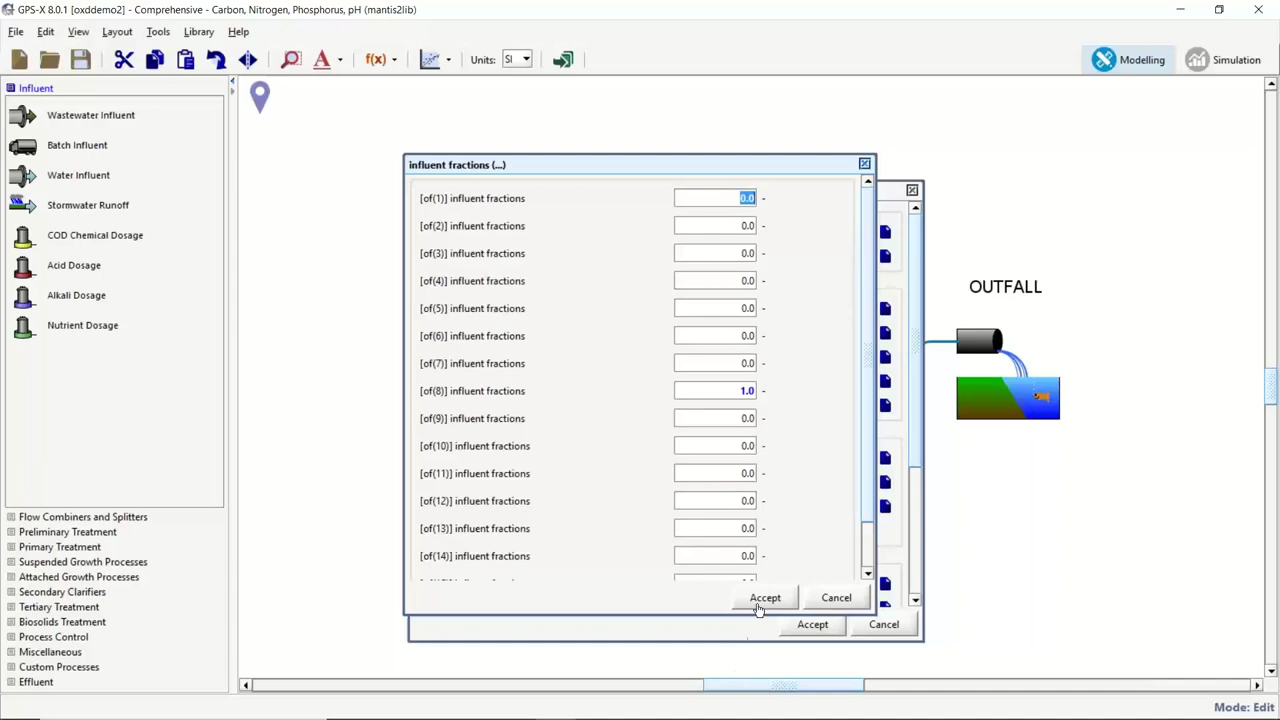 GPS-X 8.0.1 [oxddemo2] - Comprehensive - Carbon, Nitrogen, Phosphorus, pH (mantis2lib)
File Edit View Layout Tools Library Help
A f(x) Units: SI Modelling Simulation
Influent
Wastewater Influent
Batch Influent
Water Influent
Stormwater Runoff
COD Chemical Dosage
Acid Dosage
Alkali Dosage
Nutrient Dosage
Flow Combiners and Splitters
Preliminary Treatment
Primary Treatment
Suspended Growth Processes
Attached Growth Processes
Secondary Clarifiers
Tertiary Treatment
Biosolids Treatment
Process Control
Miscellaneous
Custom Processes
Effluent
influent fractions (...)
[of(1)] influent fractions 0.0 -
[of(2)] influent fractions 0.0 -
[of(3)] influent fractions 0.0 -
[of(4)] influent fractions 0.0 -
[of(5)] influent fractions 0.0 -
[of(6)] influent fractions 0.0 -
[of(7)] influent fractions 0.0 -
[of(8)] influent fractions 1.0 -
[of(9)] influent fractions 0.0 -
[of(10)] influent fractions 0.0 -
[of(11)] influent fractions 0.0 -
[of(12)] influent fractions 0.0 -
[of(13)] influent fractions 0.0 -
[of(14)] influent fractions 0.0 -
Accept Cancel
Accept Cancel
OUTFALL
Mode: Edit